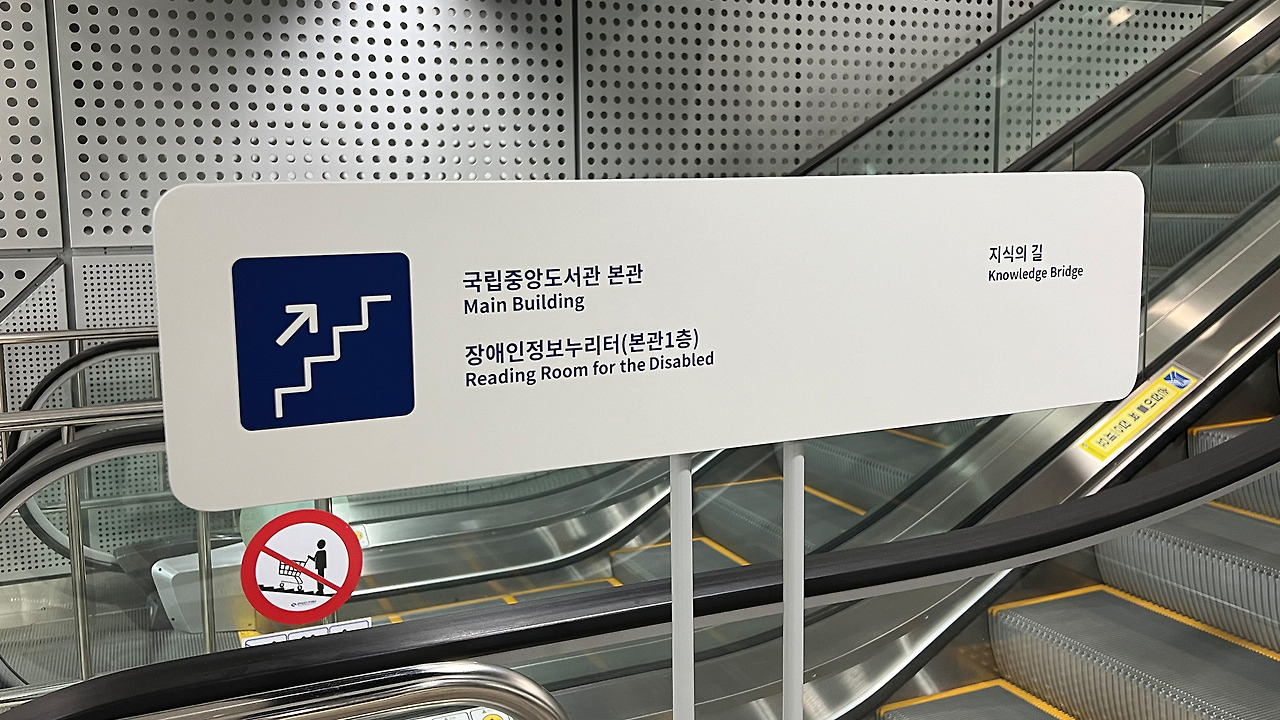 국립중앙도서관 본관
Main Building
장애인정보누리터(본관1층)
Reading Room for the Disabled
지식의 길
Knowledge Bridge